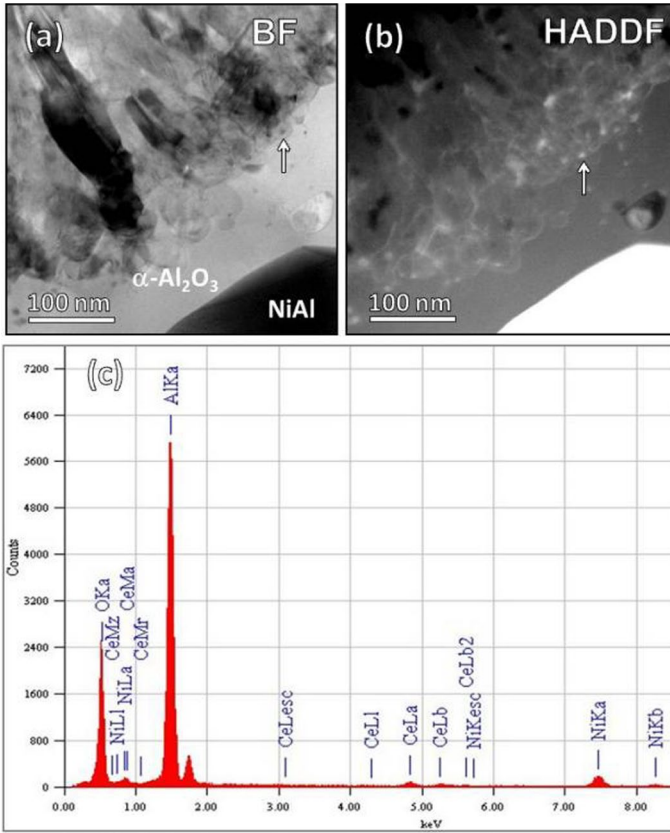 (a) BF
α-Al₂O₃
NiAl
100 nm
(b) HADDF
100 nm
(c)
7200
6400
5600
4800
4000
3200
2400
1600
800
0
Counts
OKa
CeMz
NiLl
NiLa
CeMa
CeMr
AlKa
CeLesc
CeLl
CeLa
CeLb
NiKesc
CeLb2
NiKa
NiKb
0.00 1.00 2.00 3.00 4.00 5.00 6.00 7.00 8.00
keV